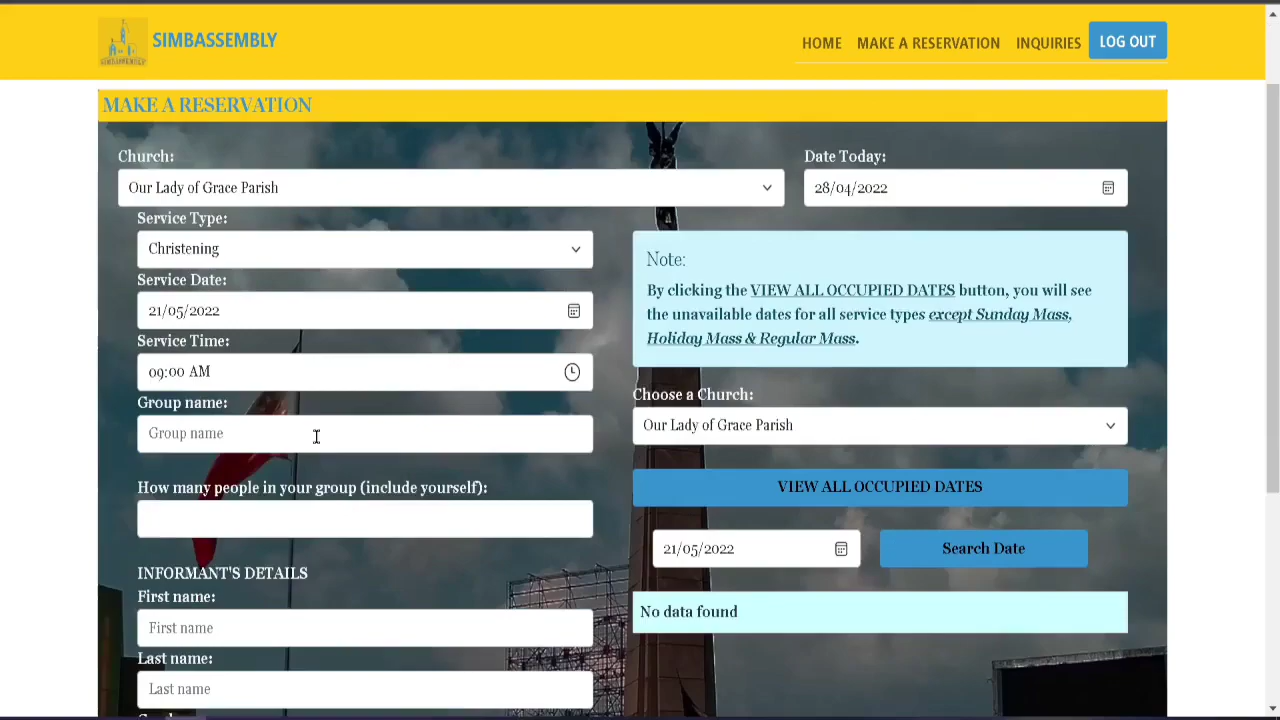 SIMBASSEMBLY
HOME MAKE A RESERVATION INQUIRIES LOG OUT
MAKE A RESERVATION
Church:
Our Lady of Grace Parish
Date Today:
28/04/2022
Service Type:
Christening
Service Date:
21/05/2022
Service Time:
09:00 AM
Group name:
Group name
How many people in your group (include yourself):
INFORMANT'S DETAILS
First name:
First name
Last name:
Last name
Note:
By clicking the VIEW ALL OCCUPIED DATES button, you will see
the unavailable dates for all service types except Sunday Mass,
Holiday Mass & Regular Mass.
Choose a Church:
Our Lady of Grace Parish
VIEW ALL OCCUPIED DATES
21/05/2022
Search Date
No data found